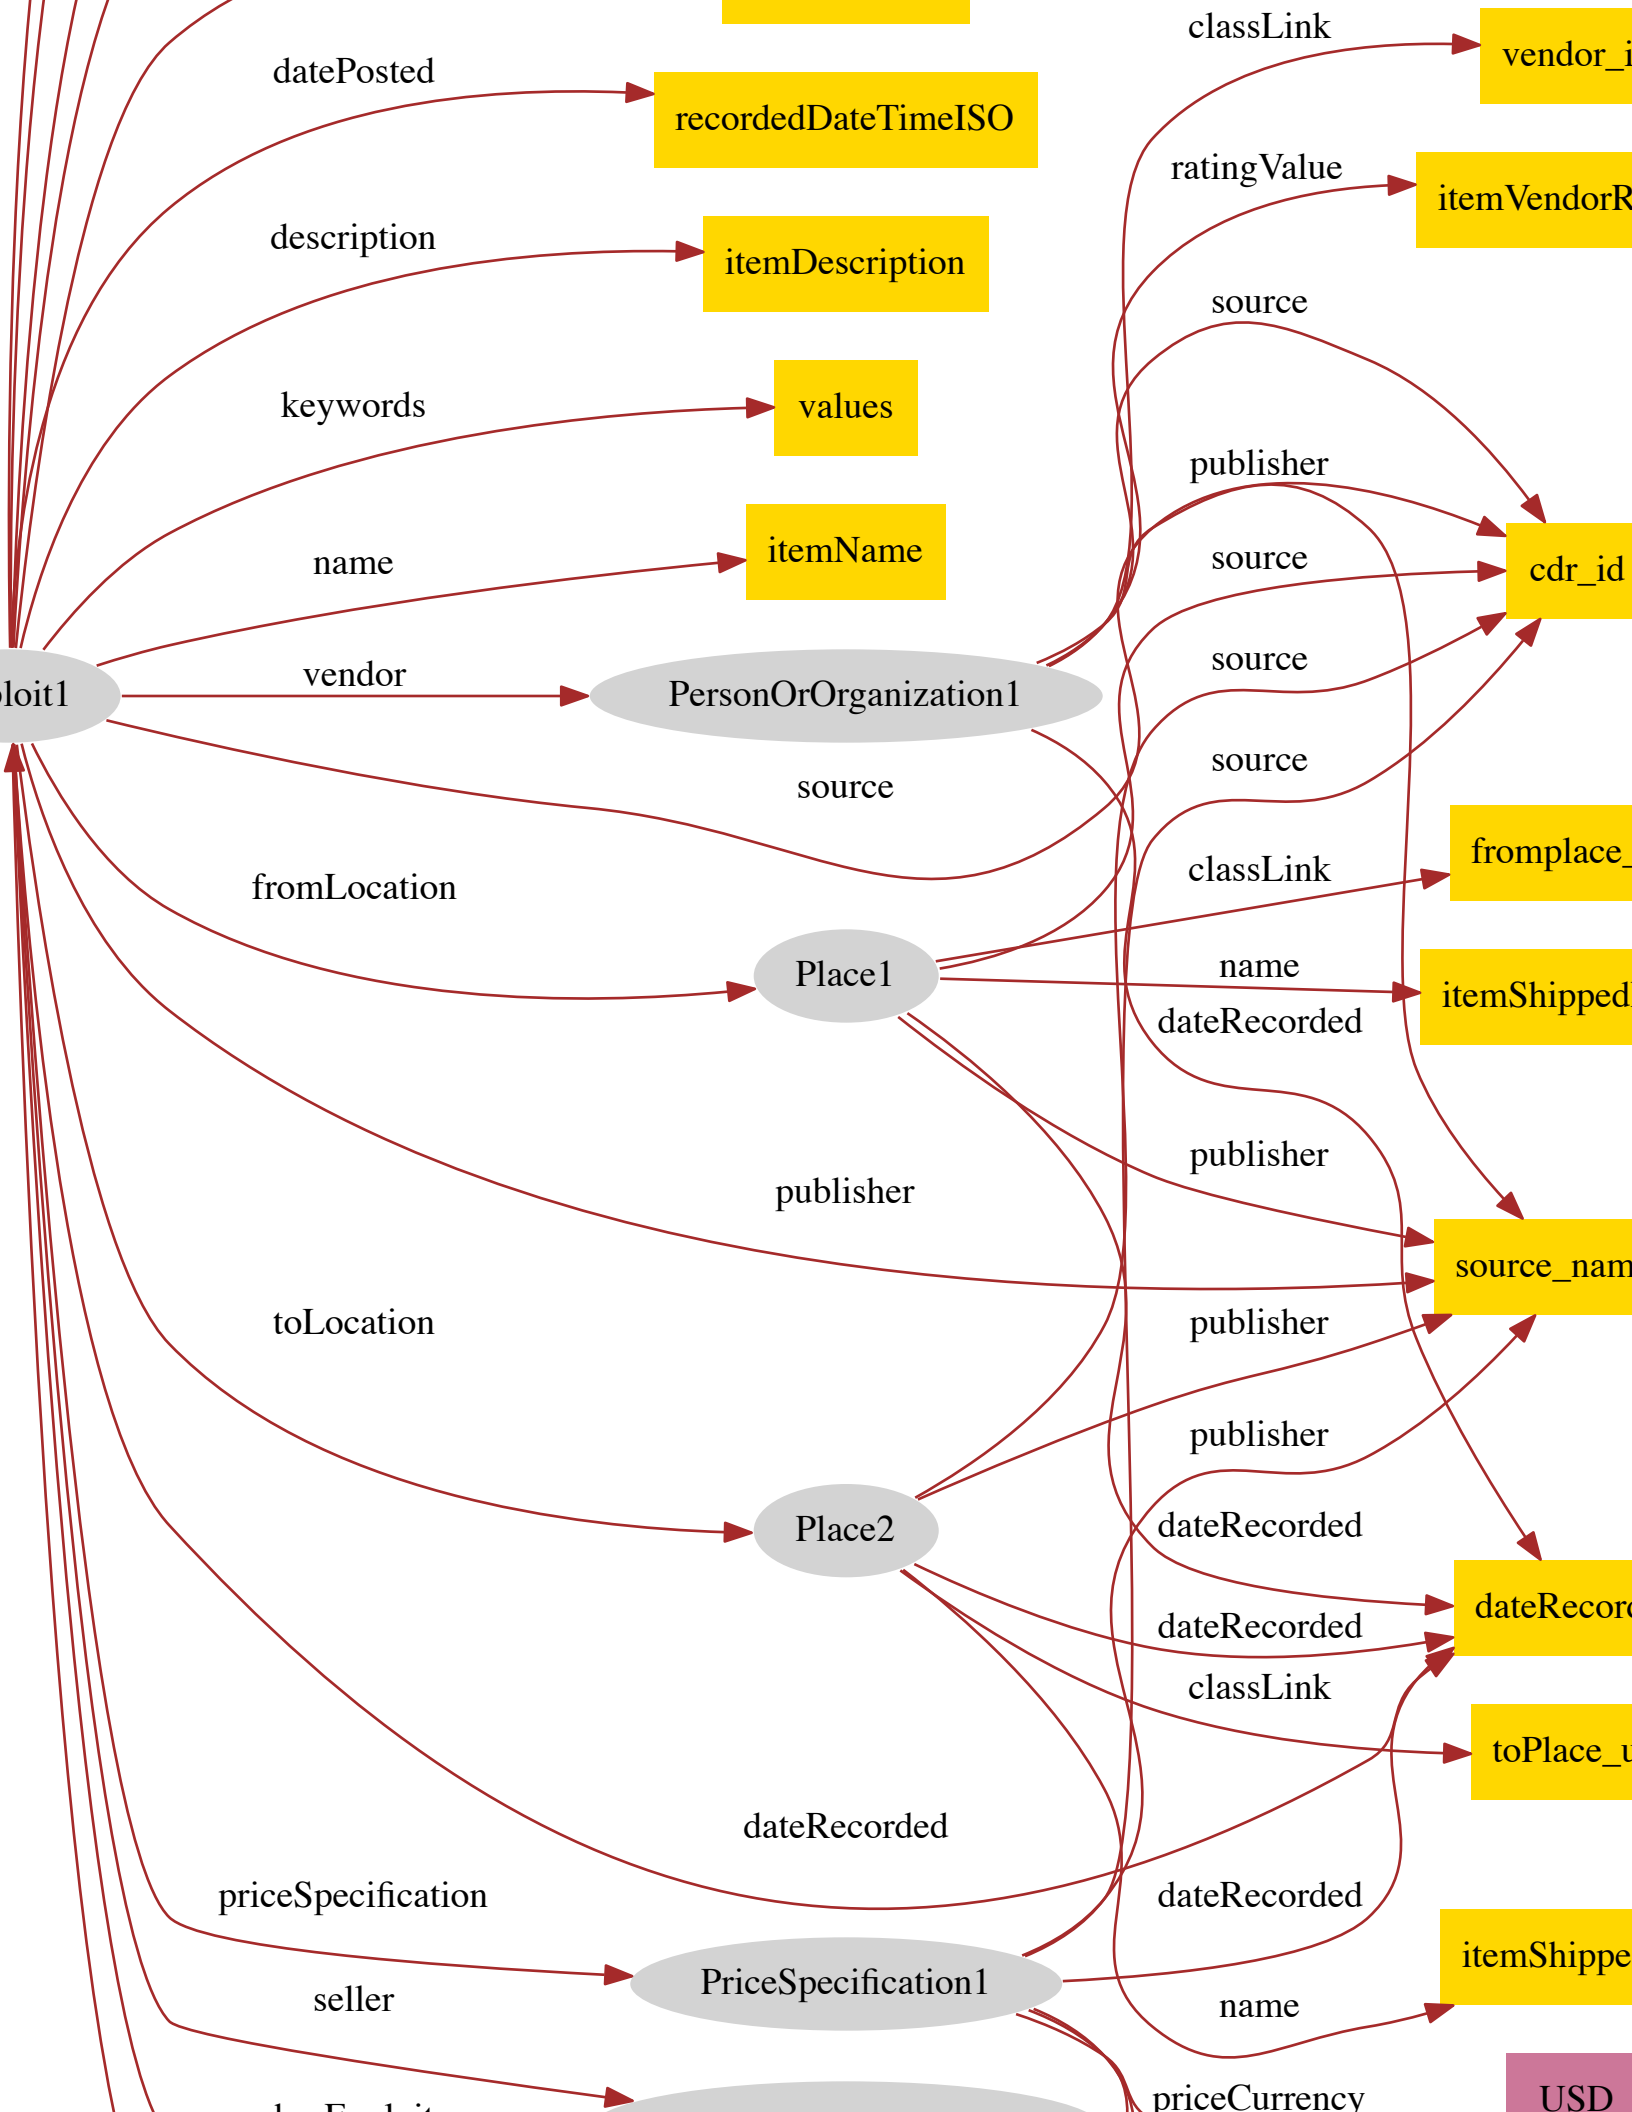 classLink
vendor_i
datePosted
recordedDateTimeISO
ratingValue
itemVendorR
description
itemDescription
source
keywords
values
publisher
name
itemName
source
cdr_id
vendor
source
loit1
PersonOrOrganization1
source
source
fromLocation
classLink
fromplace_
Place1
name
itemShipped
dateRecorded
publisher
publisher
source_nam
toLocation
publisher
publisher
Place2
dateRecorded
dateRecord
dateRecorded
classLink
toPlace_u
dateRecorded
priceSpecification
dateRecorded
PriceSpecification1
itemShippe
seller
name
priceCurrency
USD